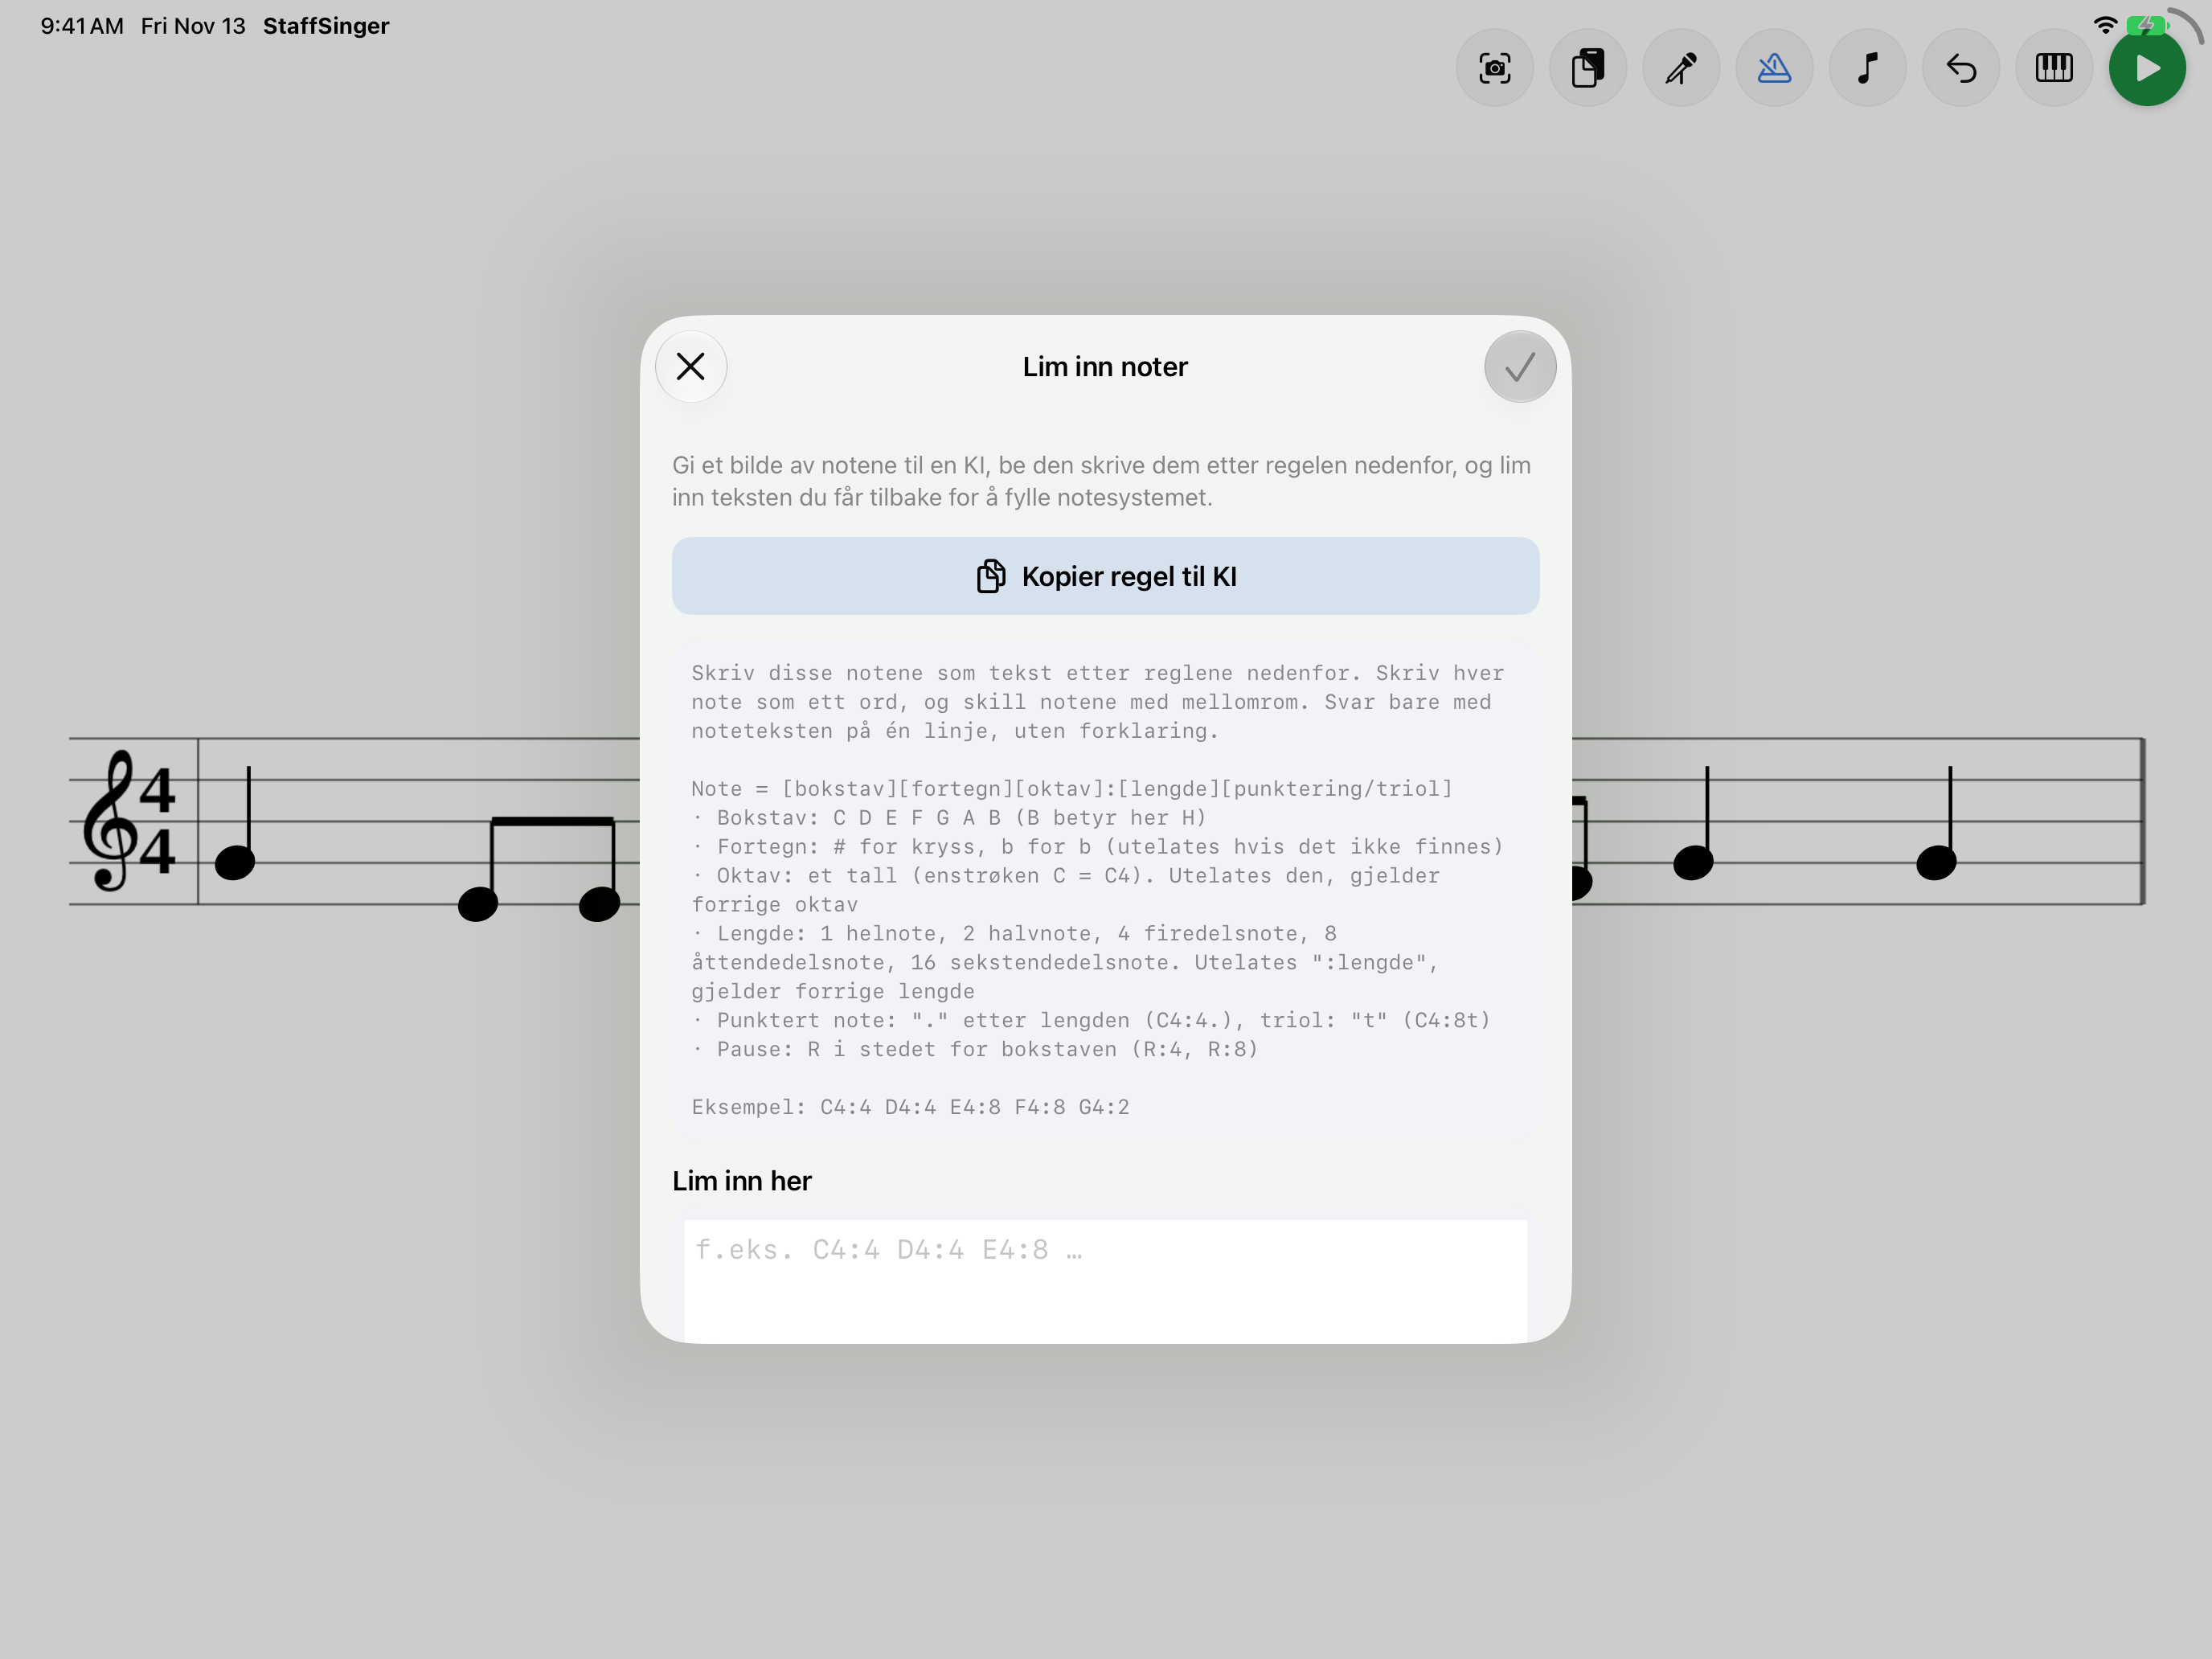 9:41 AM Fri Nov 13 StaffSinger
Lim inn noter
Gi et bilde av notene til en KI, be den skrive dem etter regelen nedenfor, og lim
inn teksten du får tilbake for å fylle notesystemet.
Kopier regel til KI
Skriv disse notene som tekst etter reglene nedenfor. Skriv hver
note som ett ord, og skill notene med mellomrom. Svar bare med
noteteksten på én linje, uten forklaring.
Note = [bokstav][fortegn][oktav]:[lengde][punktering/triol]
· Bokstav: C D E F G A B (B betyr her H)
· Fortegn: # for kryss, b for b (utelates hvis det ikke finnes)
· Oktav: et tall (enstrøken C = C4). Utelates den, gjelder
forrige oktav
· Lengde: 1 helnote, 2 halvnote, 4 firedelsnote, 8
åttendedelsnote, 16 sekstendedelsnote. Utelates ":lengde",
gjelder forrige lengde
· Punktert note: "." etter lengden (C4:4.), triol: "t" (C4:8t)
· Pause: R i stedet for bokstaven (R:4, R:8)
Eksempel: C4:4 D4:4 E4:8 F4:8 G4:2
Lim inn her
f.eks. C4:4 D4:4 E4:8 …
4
4